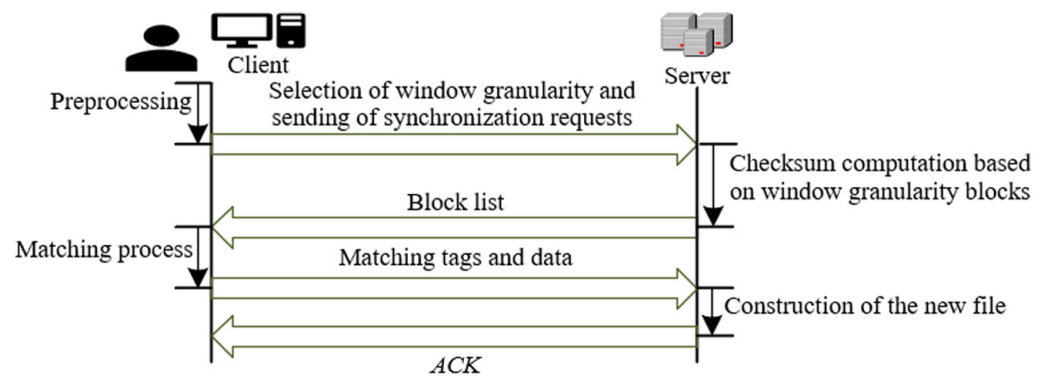 Client
Server
Preprocessing
Selection of window granularity and
sending of synchronization requests
Checksum computation based
on window granularity blocks
Block list
Matching process
Matching tags and data
Construction of the new file
ACK